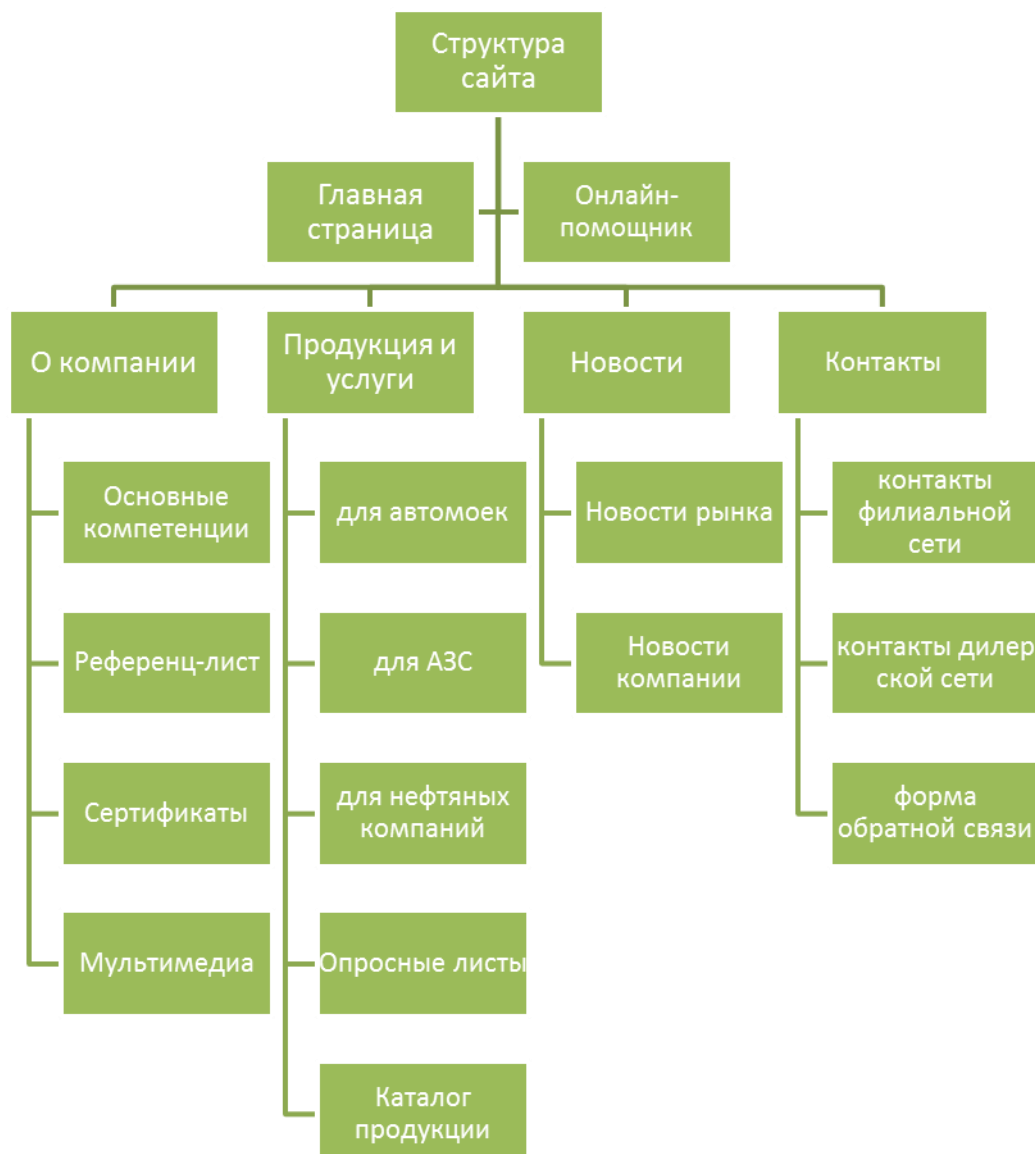 Структура
сайта
Главная
страница
Онлайн-
помощник
О компании
Продукция и
услуги
Новости
Контакты
Основные
компетенции
Референц-лист
Сертификаты
Мультимедиа
для автомоек
для АЗС
для нефтяных
компаний
Опросные листы
Каталог
продукции
Новости рынка
Новости
компании
контакты
филиальной
сети
контакты дилер
ской сети
форма
обратной связи